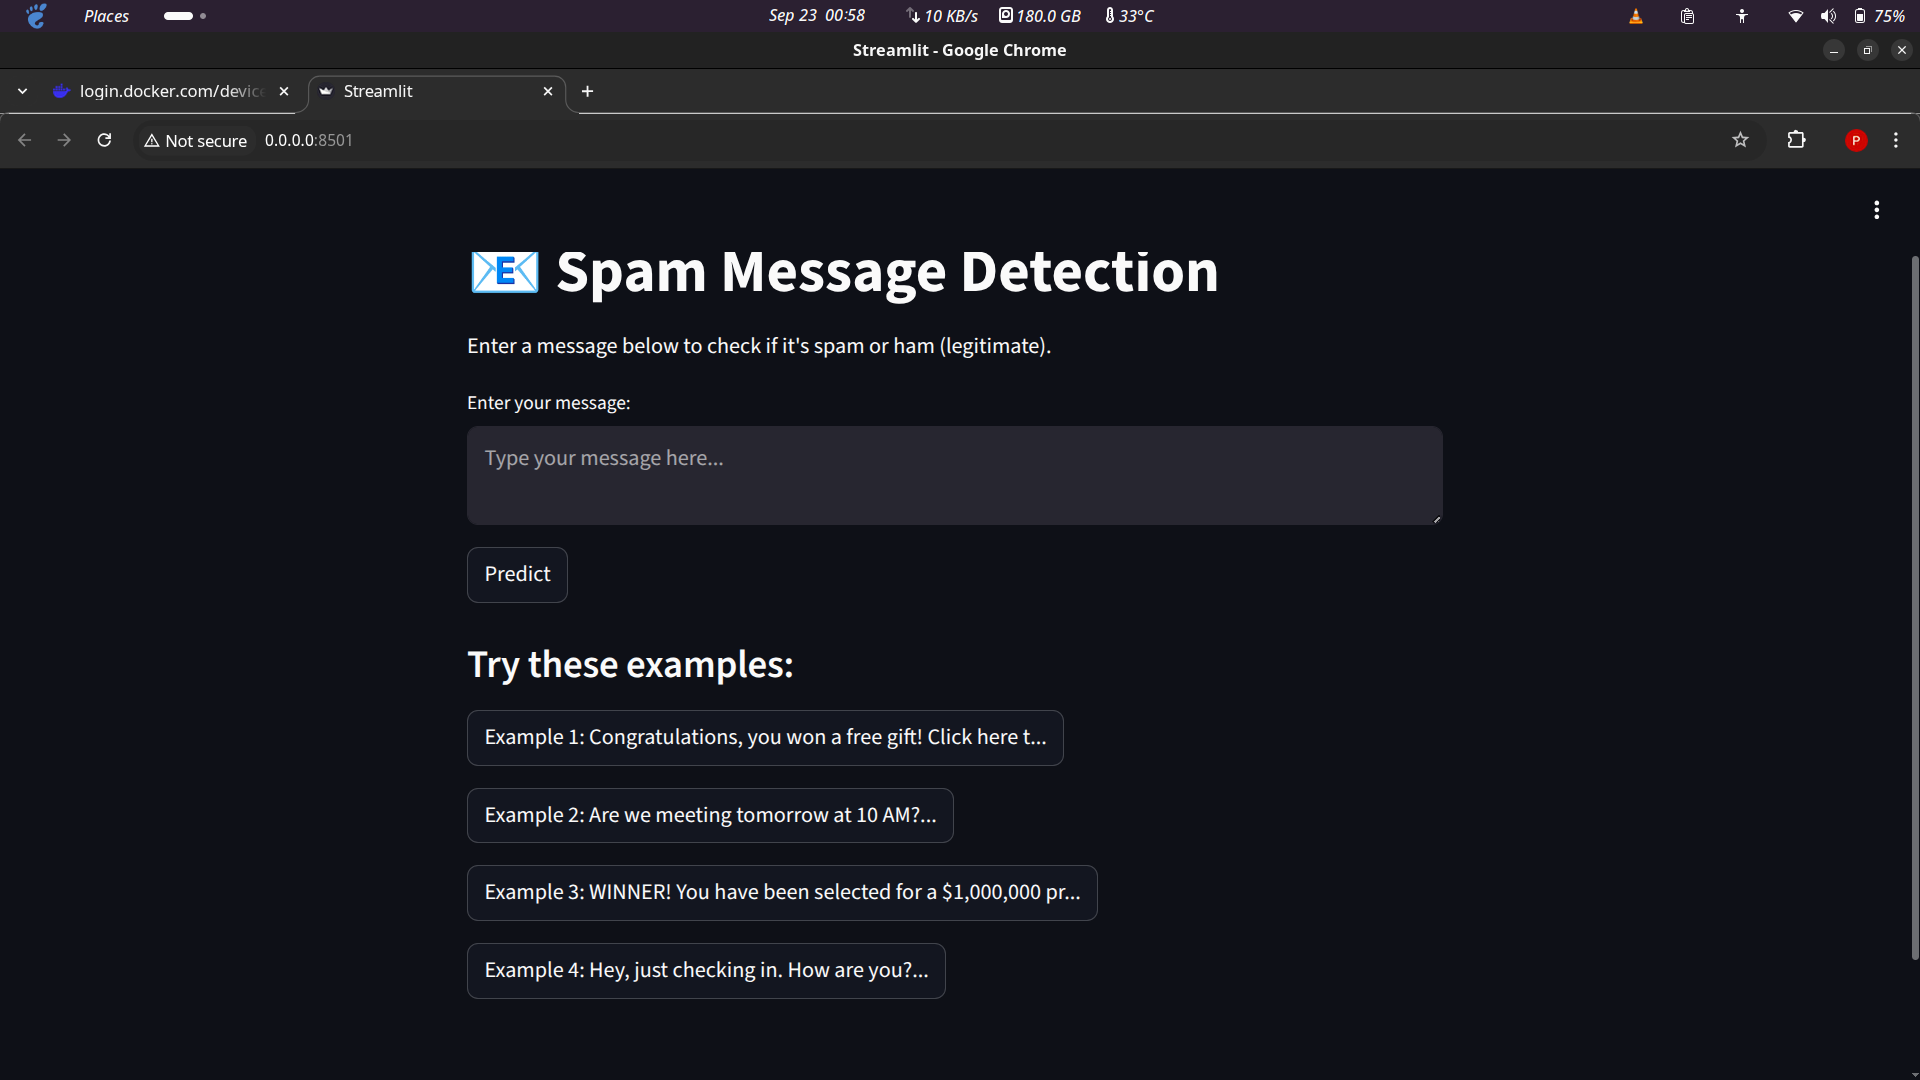 Places
Sep 23 00:58
10 KB/s
180.0 GB
33°C
75%
Streamlit - Google Chrome
login.docker.com/device
Streamlit
Not secure
0.0.0.0:8501
P
📧 Spam Message Detection
Enter a message below to check if it's spam or ham (legitimate).
Enter your message:
Type your message here...
Predict
Try these examples:
Example 1: Congratulations, you won a free gift! Click here t...
Example 2: Are we meeting tomorrow at 10 AM?...
Example 3: WINNER! You have been selected for a $1,000,000 pr...
Example 4: Hey, just checking in. How are you?...